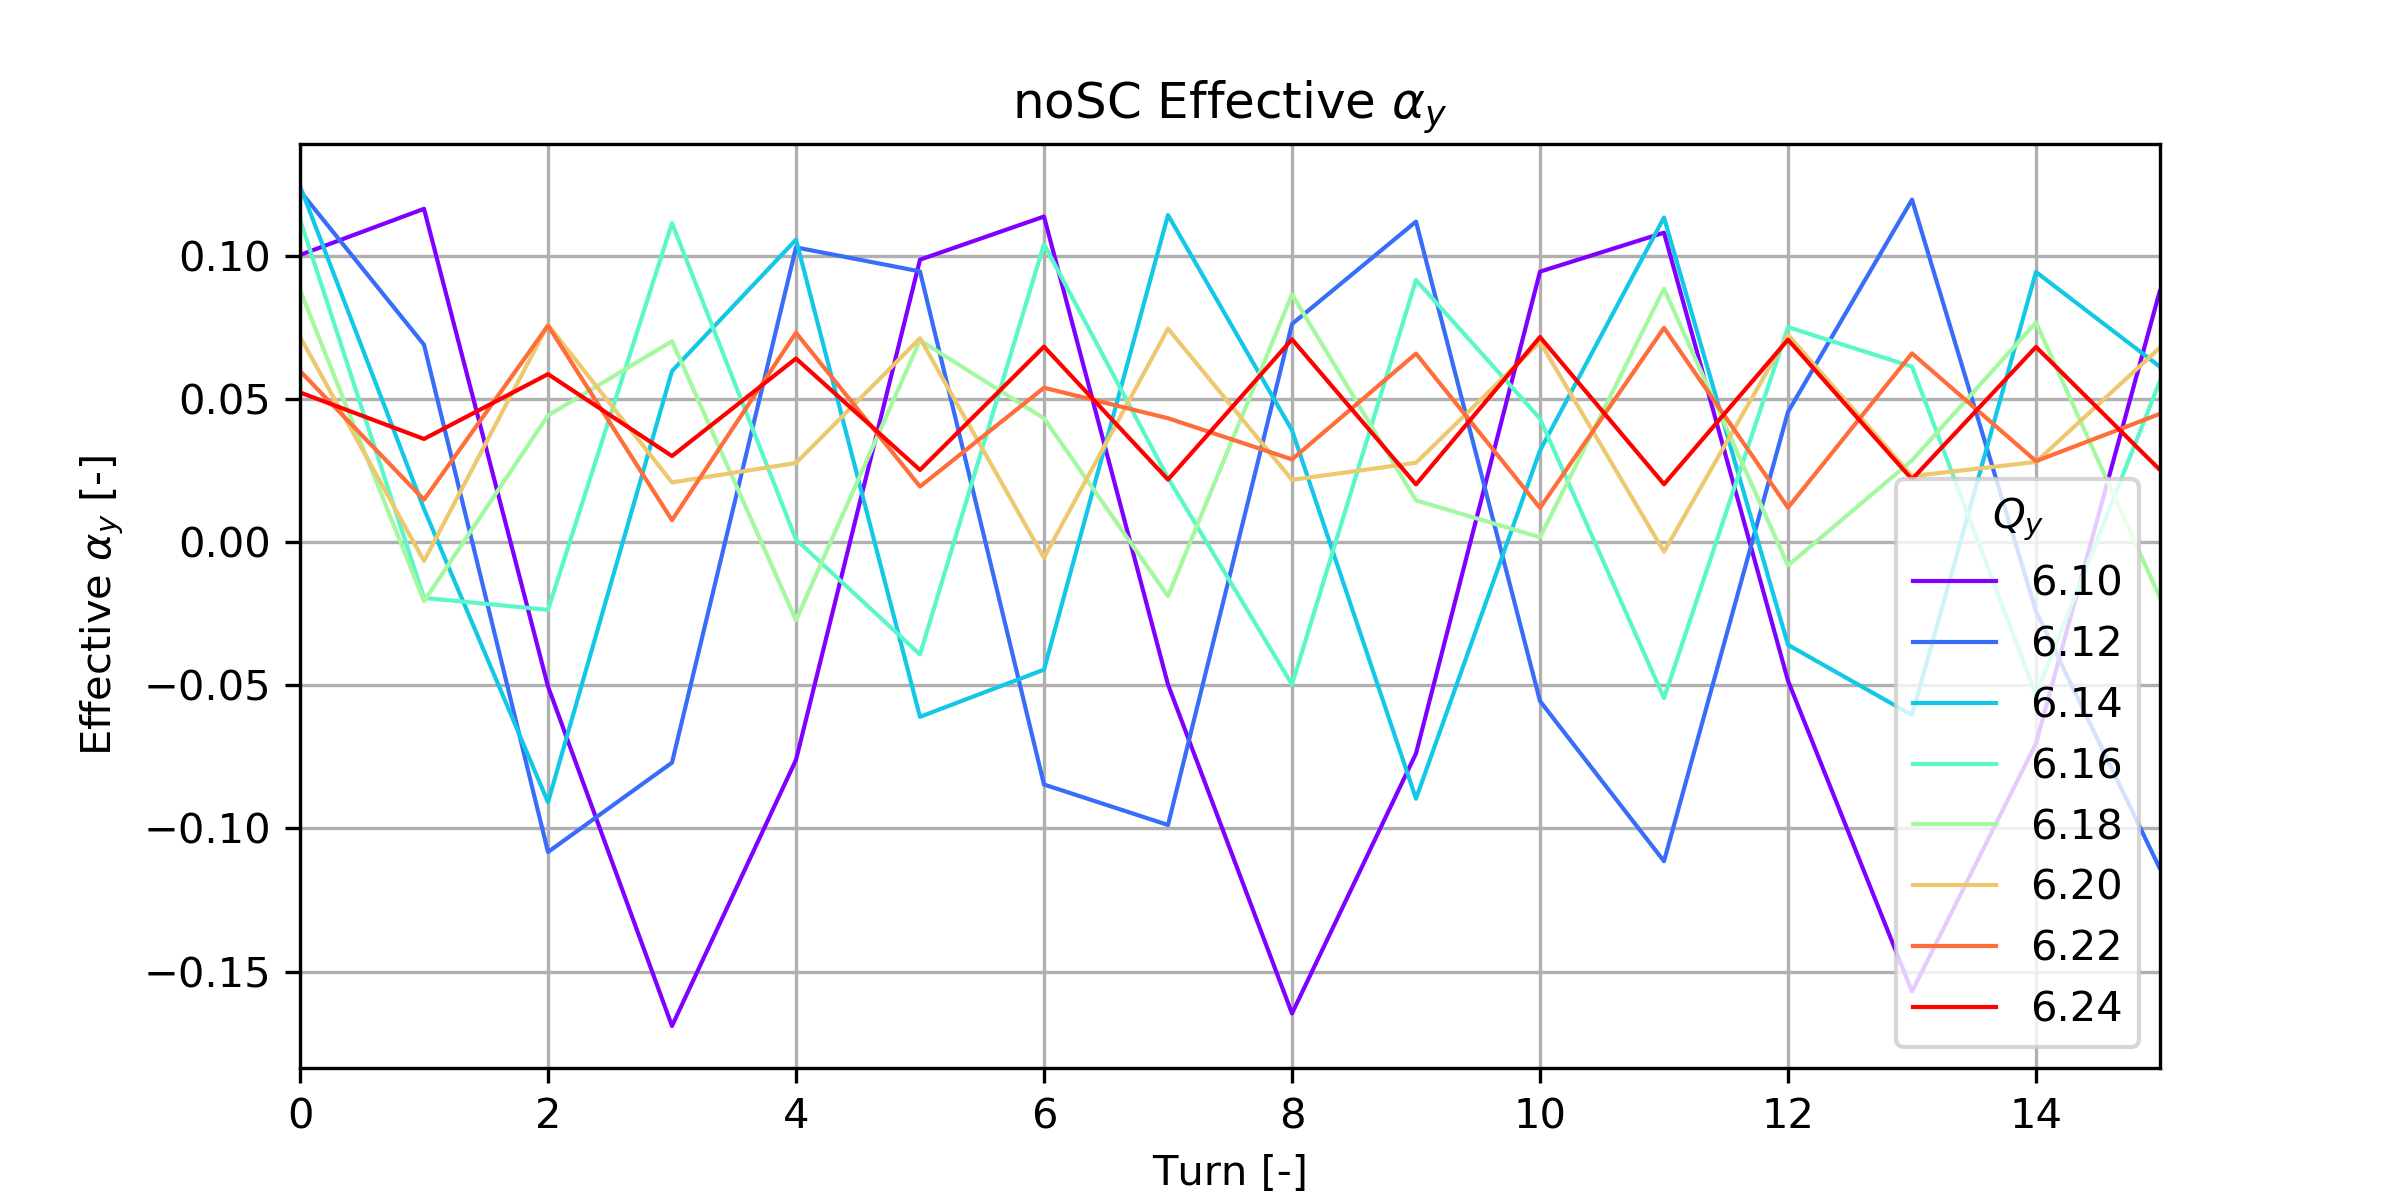 noSC Effective αy
Effective αy [-]
0.10
0.05
0.00
−0.05
−0.10
−0.15
0 2 4 6 8 10 12 14
Turn [-]
Qy
6.10
6.12
6.14
6.16
6.18
6.20
6.22
6.24